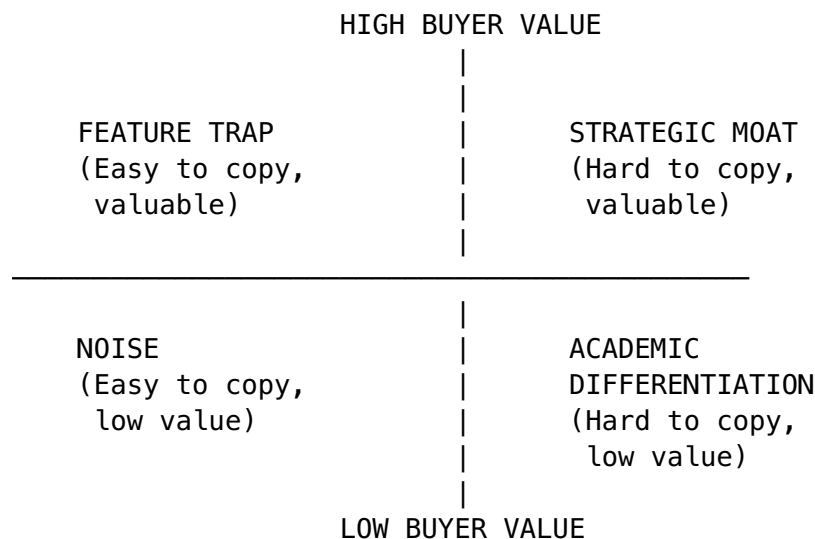 HIGH BUYER VALUE
FEATURE TRAP
(Easy to copy,
valuable)
STRATEGIC MOAT
(Hard to copy,
valuable)
NOISE
(Easy to copy,
low value)
ACADEMIC
DIFFERENTIATION
(Hard to copy,
low value)
LOW BUYER VALUE